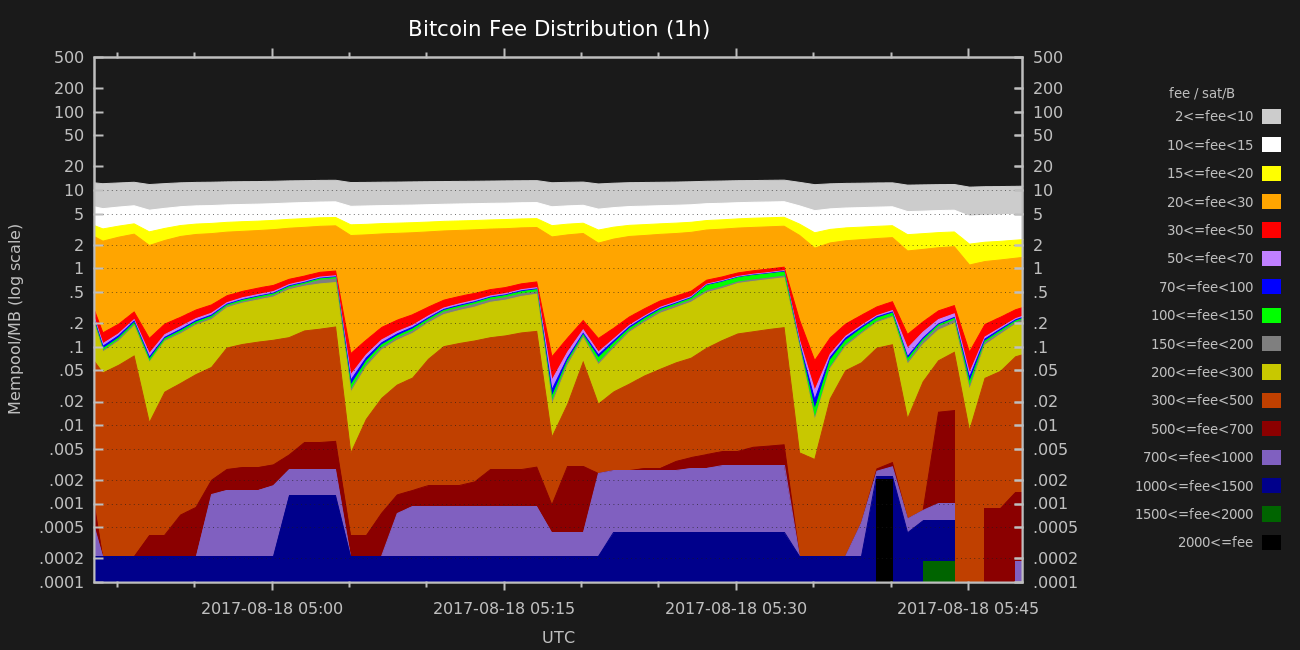 Bitcoin Fee Distribution (1h)
Mempool/MB (log scale)
500
200
100
50
20
10
5
2
1
.5
.2
.1
.05
.02
.01
.005
.002
.001
.0005
.0002
.0001
500
200
100
50
20
10
5
2
1
.5
.2
.1
.05
.02
.01
.005
.002
.001
.0005
.0002
.0001
2017-08-18 05:00
2017-08-18 05:15
2017-08-18 05:30
2017-08-18 05:45
UTC
fee / sat/B
2<=fee<10
10<=fee<15
15<=fee<20
20<=fee<30
30<=fee<50
50<=fee<70
70<=fee<100
100<=fee<150
150<=fee<200
200<=fee<300
300<=fee<500
500<=fee<700
700<=fee<1000
1000<=fee<1500
1500<=fee<2000
2000<=fee